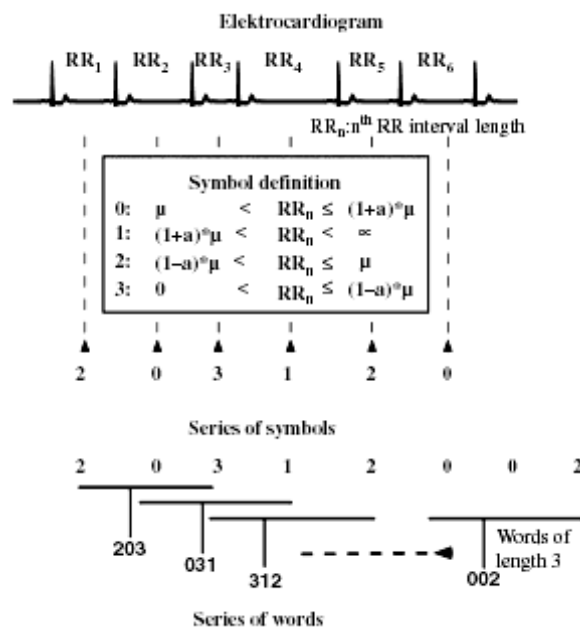 Elektrocardiogram
RR1 RR2 RR3 RR4 RR5 RR6
RRn:nth RR interval length
Symbol definition
0: μ < RRn ≤ (1+a)*μ
1: (1+a)*μ < RRn < ∝
2: (1–a)*μ < RRn ≤ μ
3: 0 < RRn ≤ (1–a)*μ
2 0 3 1 2 0
Series of symbols
2 0 3 1 2 0 0 2
203 031 312 002
Words of
length 3
Series of words